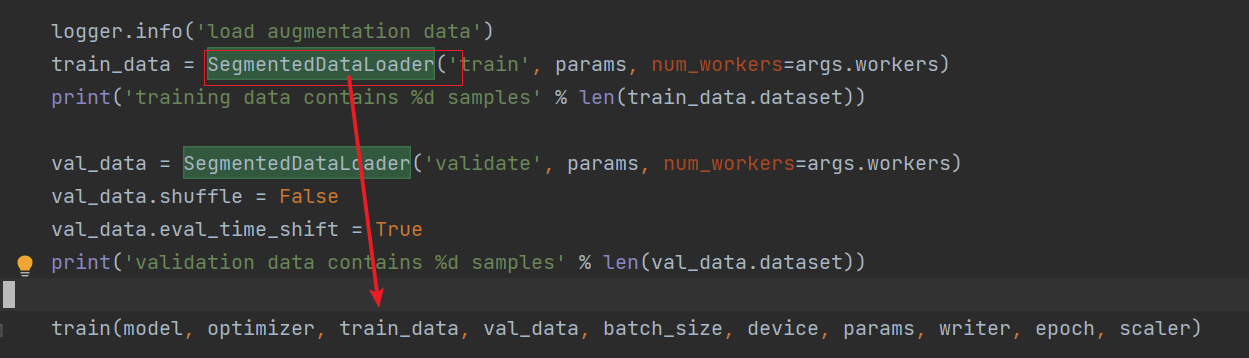 logger.info('load augmentation data')
train_data = SegmentedDataLoader('train', params, num_workers=args.workers)
print('training data contains %d samples' % len(train_data.dataset))
val_data = SegmentedDataLoader('validate', params, num_workers=args.workers)
val_data.shuffle = False
val_data.eval_time_shift = True
print('validation data contains %d samples' % len(val_data.dataset))
train(model, optimizer, train_data, val_data, batch_size, device, params, writer, epoch, scaler)